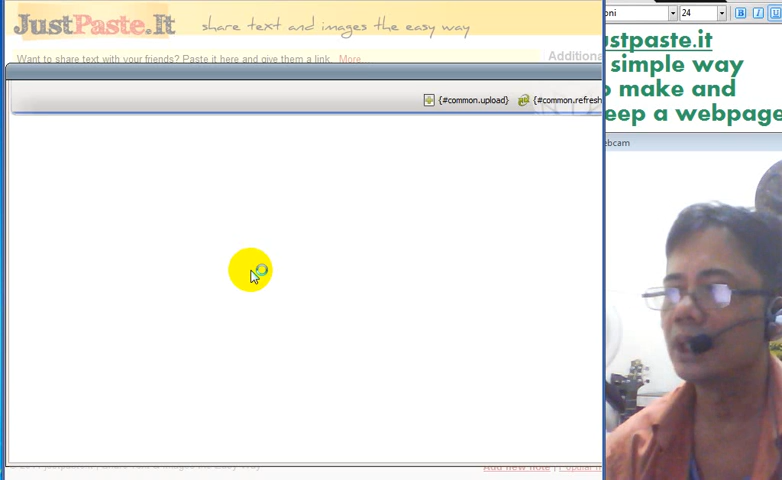 JustPaste.It
share text and images the easy way
Want to share text with your friends? Paste it here and give them a link. More
Additiona
{#common.upload}
{#common.refresh
oni
24
B
I
U
ustpaste.it
simple way
o make and
eep a webpage
ebcam
Add new note